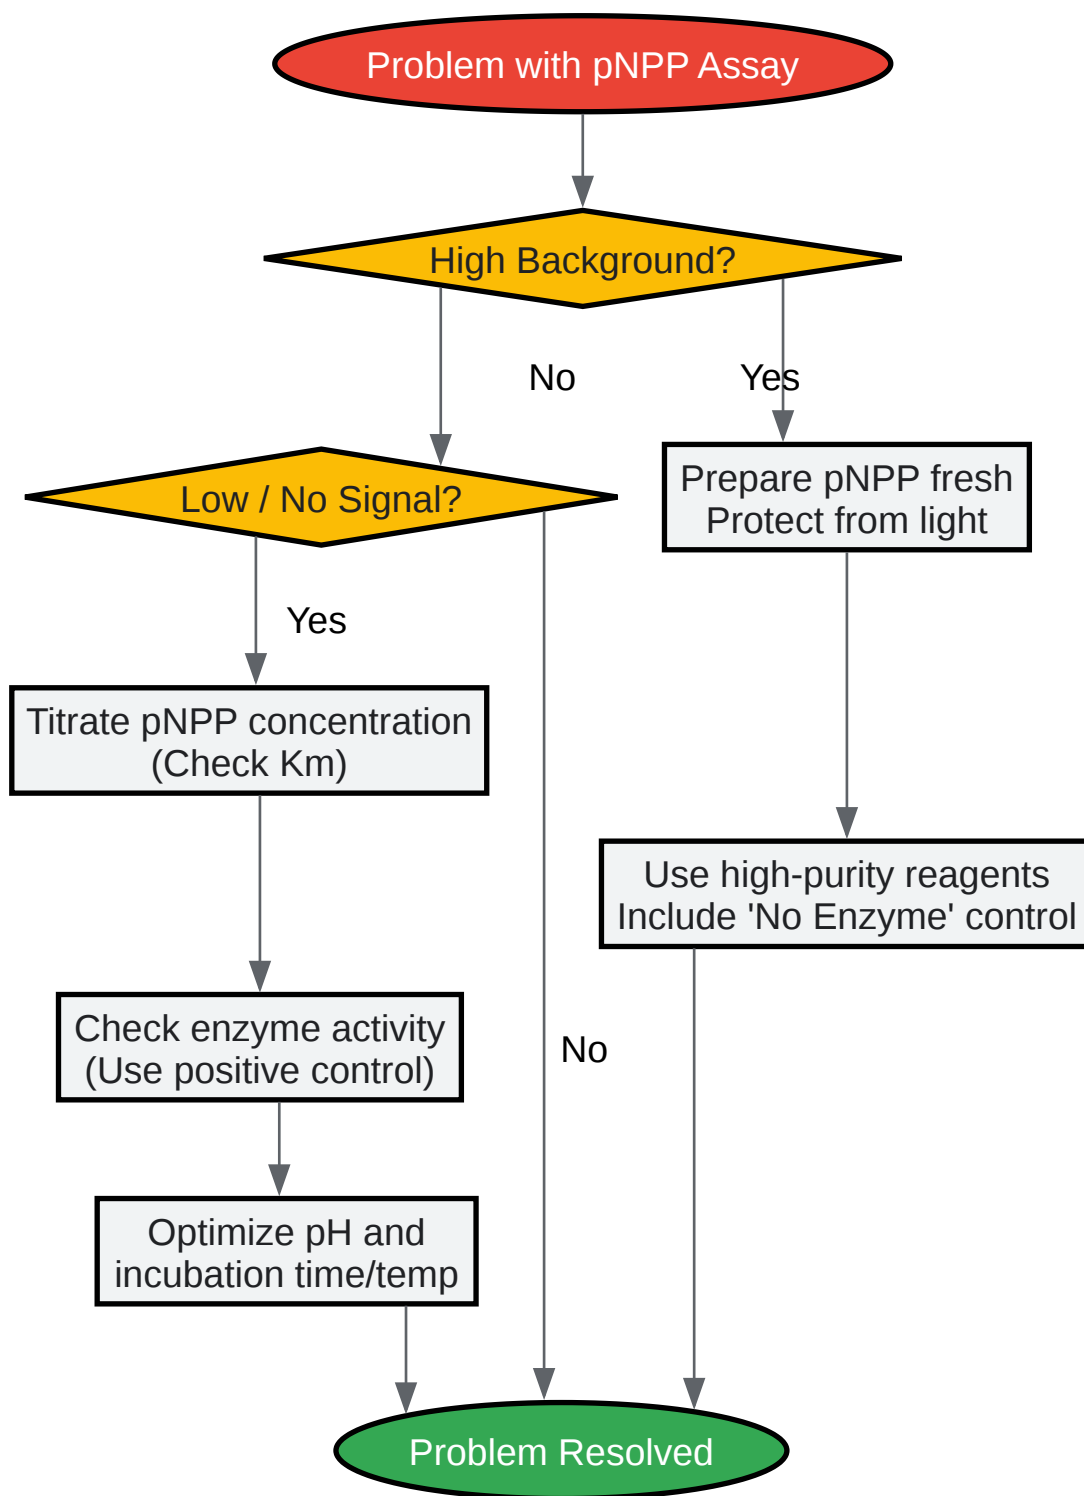 Problem with pNPP Assay
High Background?
No
Yes
Low / No Signal?
Prepare pNPP fresh
Protect from light
Yes
Titrate pNPP concentration
(Check Km)
Use high-purity reagents
Include 'No Enzyme' control
Check enzyme activity
(Use positive control)
No
Optimize pH and
incubation time/temp
Problem Resolved